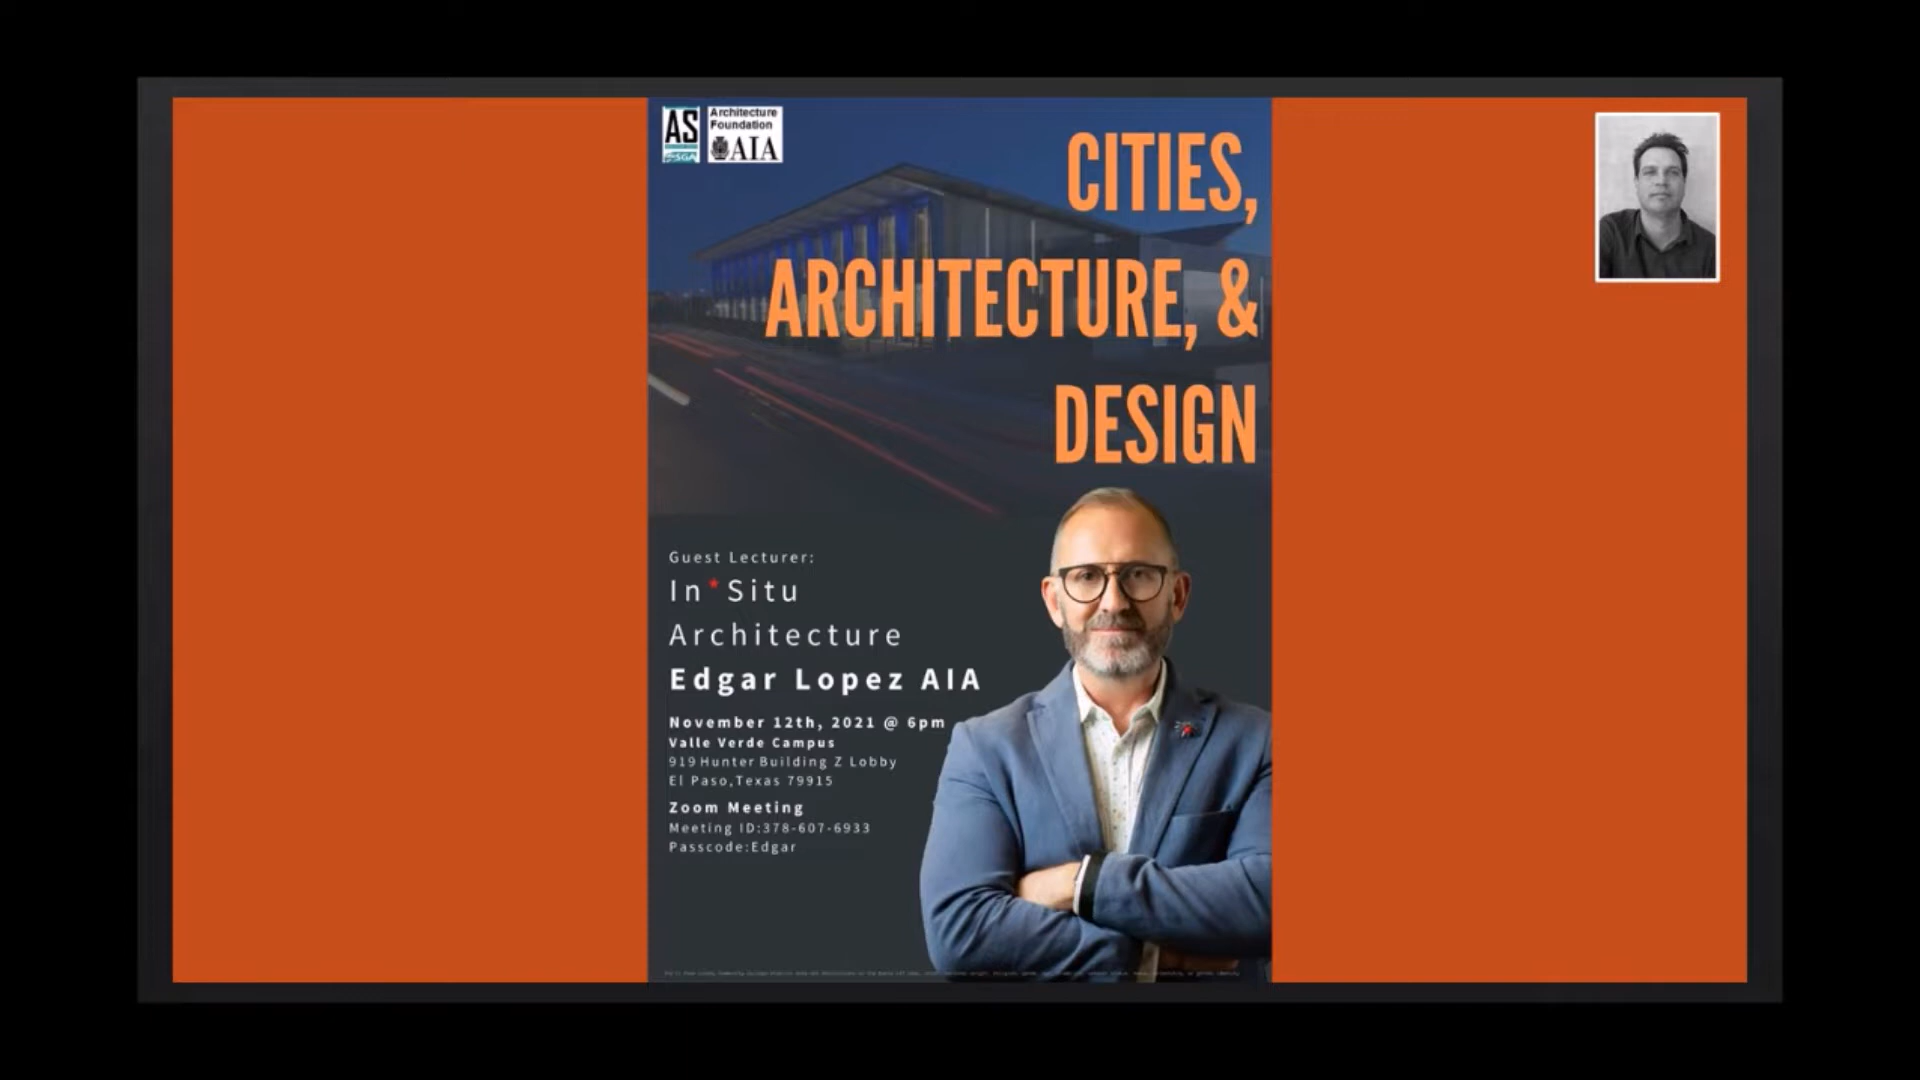 AS
SGA
Architecture
Foundation
AIA
CITIES,
ARCHITECTURE, &
DESIGN
Guest Lecturer:
In*Situ
Architecture
Edgar Lopez AIA
November 12th, 2021 @ 6pm
Valle Verde Campus
919 Hunter Building Z Lobby
El Paso,Texas 79915
Zoom Meeting
Meeting ID:378-607-6933
Passcode:Edgar